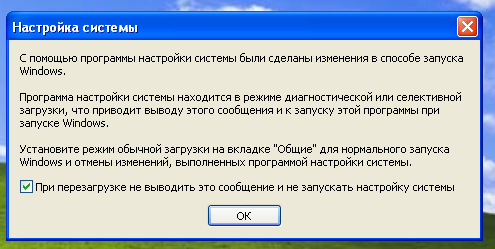 Настройка системы
С помощью программы настройки системы были сделаны изменения в способе запуска
Windows.
Программа настройки системы находится в режиме диагностической или селективной
загрузки, что приводит выводу этого сообщения и к запуску этой программы при
запуске Windows.
Установите режим обычной загрузки на вкладке "Общие" для нормального запуска
Windows и отмены изменений, выполненных программой настройки системы.
При перезагрузке не выводить это сообщение и не запускать настройку системы
OK